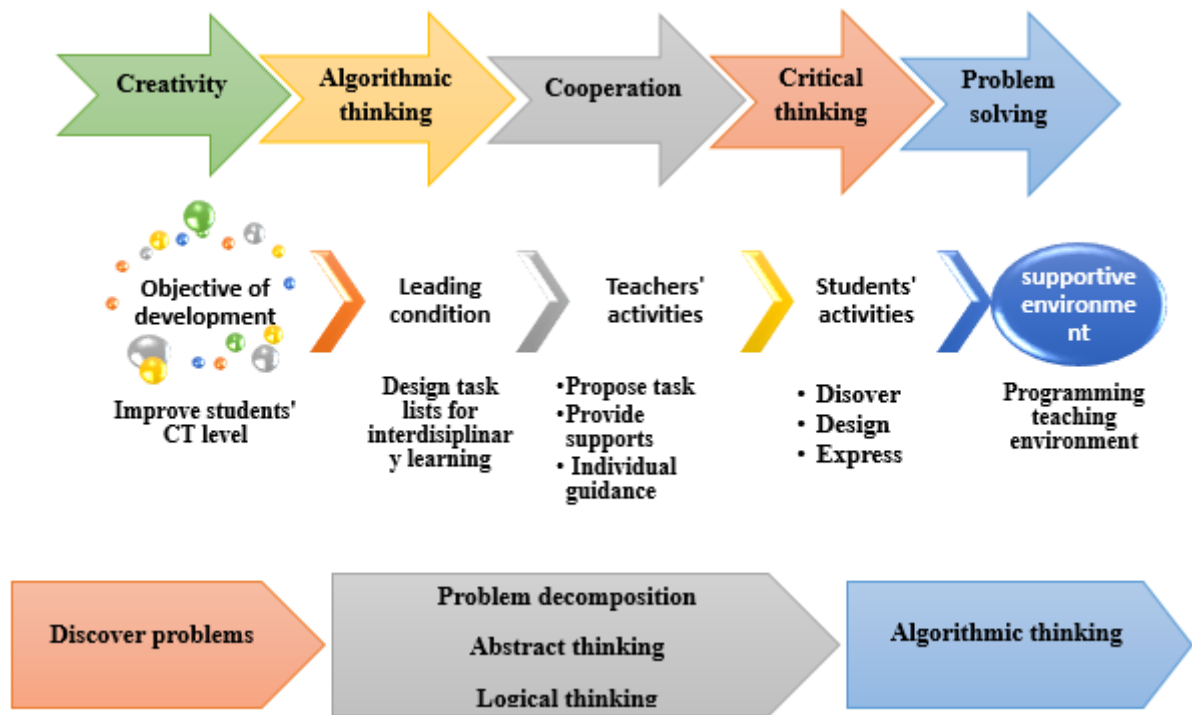 Creativity
Algorithmic
thinking
Cooperation
Critical
thinking
Problem
solving
Objective of
development
Leading
condition
Teachers'
activities
Students'
activities
supportive
environme
nt
Improve students'
CT level
Design task
lists for
interdisiplinar
y learning
•Propose task
•Provide
supports
• Individual
guidance
• Disover
• Design
• Express
Programming
teaching
environment
Discover problems
Problem decomposition
Abstract thinking
Logical thinking
Algorithmic thinking